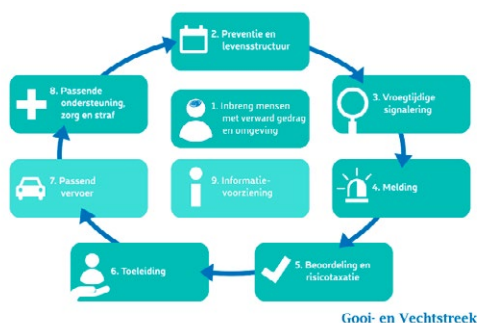 2. Preventie en
levensstructuur
8. Passende
ondersteuning,
zorg en straf
1. Inbreng mensen
met verward gedrag
en omgeving
3. Vroegtijdige
signalering
7. Passend
vervoer
9. Informatie-
voorziening
4. Melding
6. Toeleiding
5. Beoordeling en
risicotaxatie
Gooi- en Vechtstreek